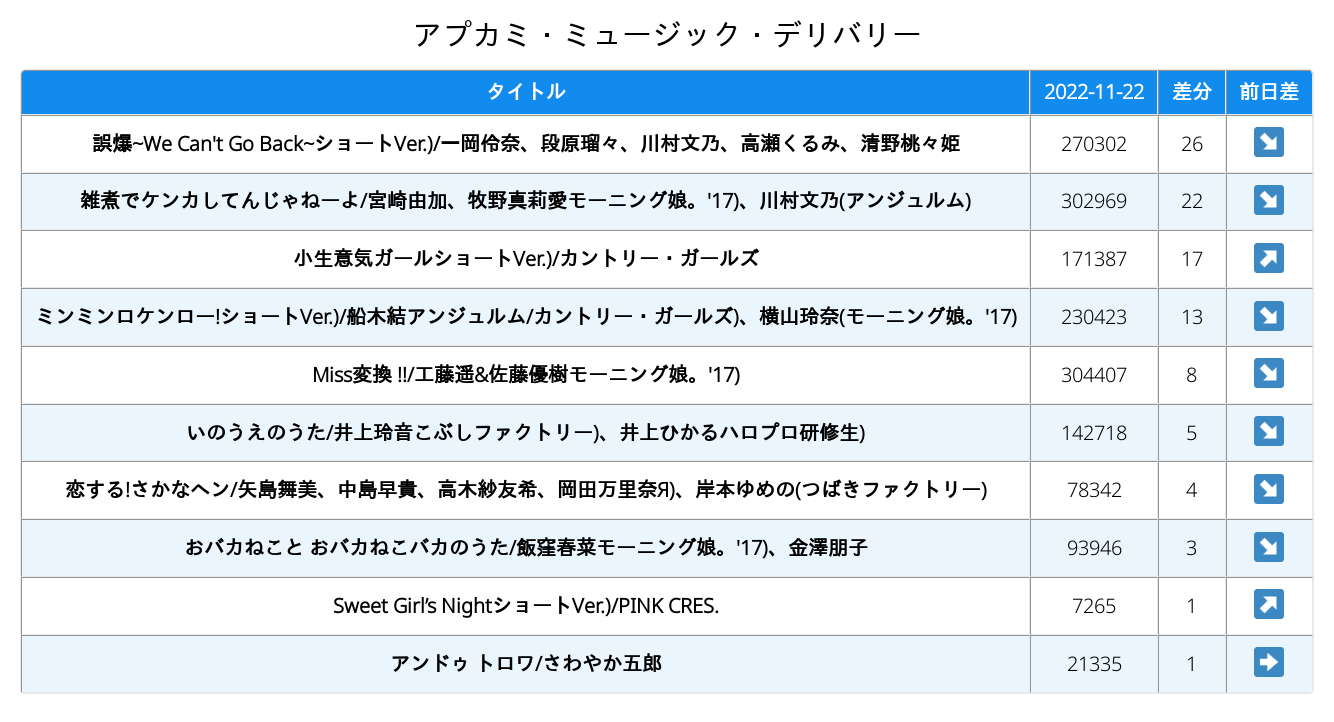 アプカミ・ミュージック・デリバリー
タイトル 2022-11-22 差分 前日差
誤爆~We Can't Go Back~ショートVer.)/一岡伶奈、段原瑠々、川村文乃、高瀬くるみ、清野桃々姫 270302 26
雑煮でケンカしてんじゃねーよ/宮崎由加、牧野真莉愛モーニング娘。'17)、川村文乃(アンジュルム) 302969 22
小生意気ガールショートVer.)/カントリー・ガールズ 171387 17
ミンミンロケンロー!ショートVer.)/船木結アンジュルム/カントリー・ガールズ)、横山玲奈(モーニング娘。'17) 230423 13
Miss変換 !!/工藤遥&佐藤優樹モーニング娘。'17) 304407 8
いのうえのうた/井上玲音こぶしファクトリー)、井上ひかるハロプロ研修生) 142718 5
恋する!さかなヘン/矢島舞美、中島早貴、高木紗友希、岡田万里奈Я)、岸本ゆめの(つばきファクトリー) 78342 4
おバカねこと おバカねこバカのうた/飯窪春菜モーニング娘。'17)、金澤朋子 93946 3
Sweet Girl’s NightショートVer.)/PINK CRES. 7265 1
アンドゥ トロワ/さわやか五郎 21335 1